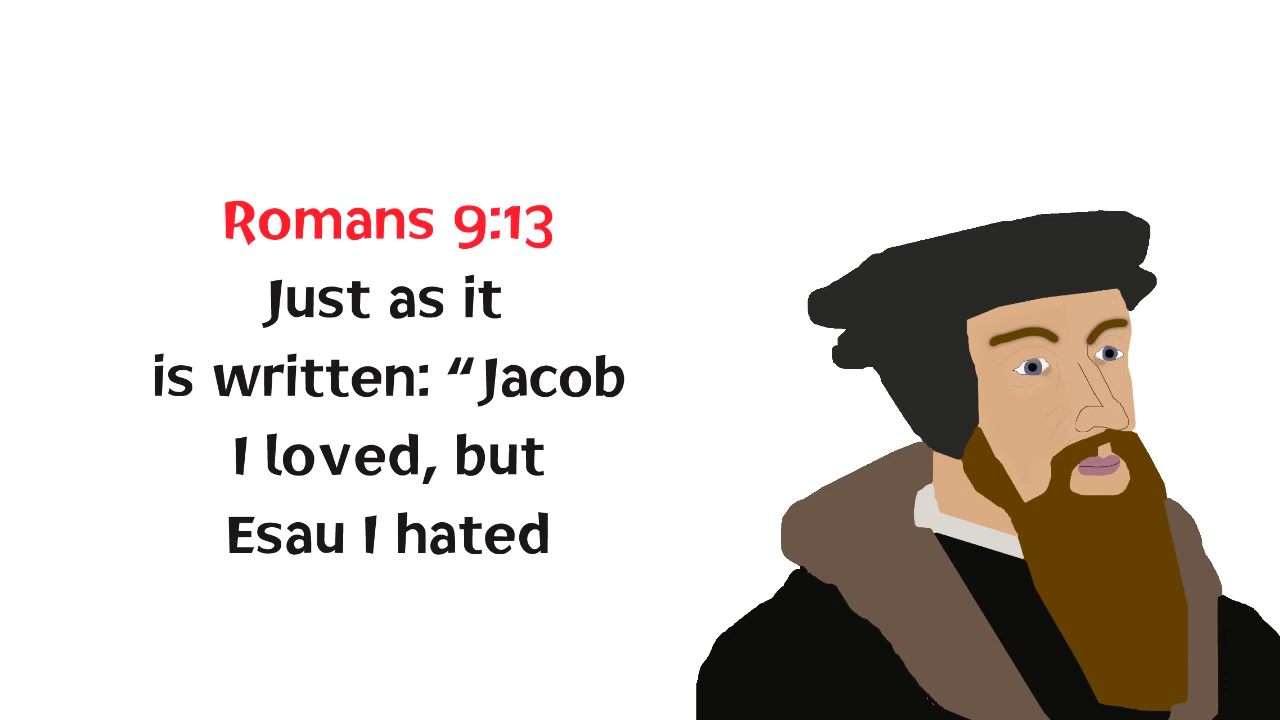 Romans 9:13
Just as it
is written: “Jacob
I loved, but
Esau I hated